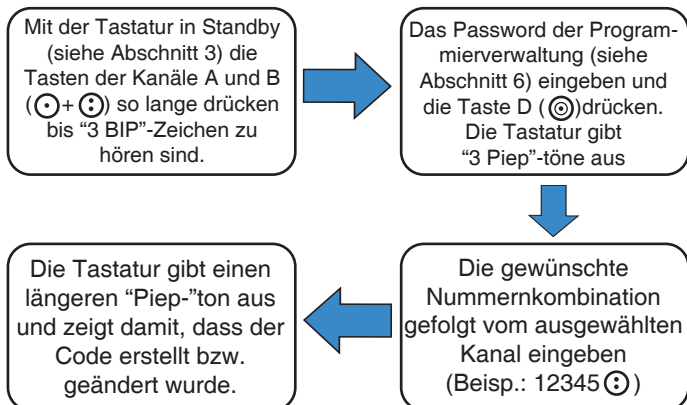 Mit der Tastatur in Standby
(siehe Abschnitt 3) die
Tasten der Kanäle A und B
(⊙+⊙) so lange drücken
bis “3 BIP”-Zeichen zu
hören sind.
Das Password der Program-
mierverwaltung (siehe
Abschnitt 6) eingeben und
die Taste D (◎)drücken.
Die Tastatur gibt
“3 Piep”-töne aus
Die gewünschte
Nummernkombination
gefolgt vom ausgewählten
Kanal eingeben
(Beisp.: 12345)
Die Tastatur gibt einen
längeren “Piep-”ton aus
und zeigt damit, dass der
Code erstellt bzw.
geändert wurde.